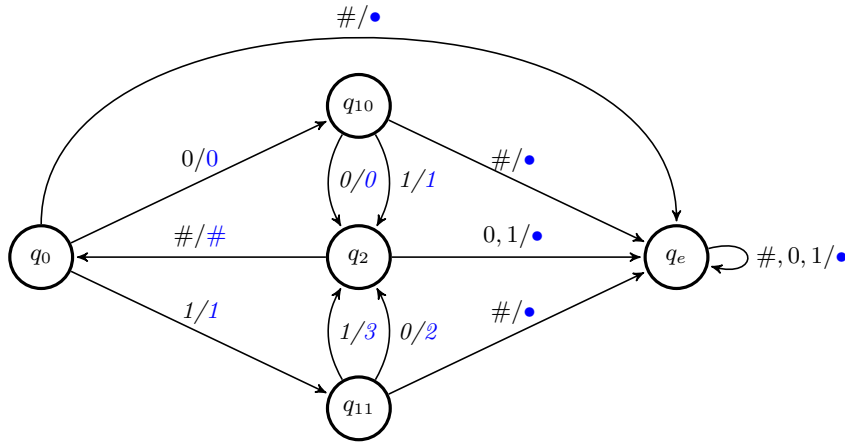 #/•
q₁₀
0/0
#/•
0/0 1/1
q₀
#/#
q₂
0, 1/•
qₑ
#, 0, 1/•
1/1
1/3 0/2
#/•
q₁₁